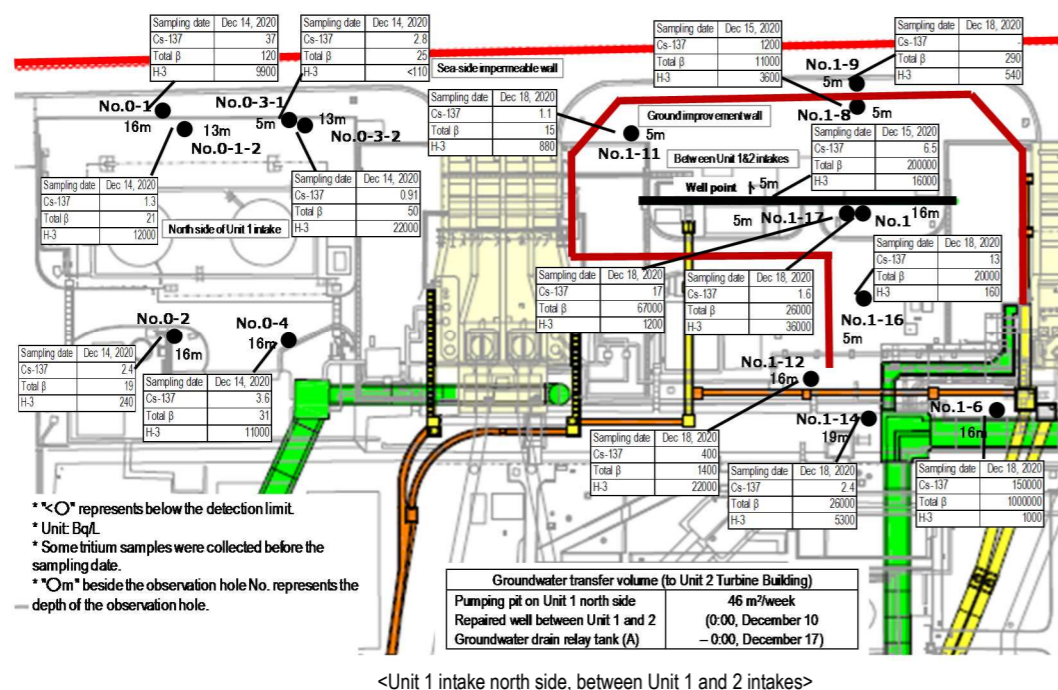 Sampling date Dec 14, 2020
Cs-137 37
Total β 120
H-3 9900
Sampling date Dec 14, 2020
Cs-137 2.8
Total β 25
H-3 <110
Sea-side impermeable wall
Sampling date Dec 15, 2020
Cs-137 1200
Total β 11000
H-3 3600
Sampling date Dec 18, 2020
Cs-137 -
Total β 290
H-3 540
No.1-9
5m
No.0-1
16m
13m
No.0-1-2
No.0-3-1
5m
13m
No.0-3-2
Sampling date Dec 18, 2020
Cs-137 1.1
Total β 15
H-3 880
5m
No.1-11
Ground improvement wall
5m
No.1-8
Between Unit 1&2 intakes
Sampling date Dec 15, 2020
Cs-137 6.5
Total β 200000
H-3 16000
Well point
5m
Sampling date Dec 14, 2020
Cs-137 1.3
Total β 21
H-3 12000
North side of Unit 1 intake
Sampling date Dec 14, 2020
Cs-137 0.91
Total β 50
H-3 22000
5m
No.1-17
No.1
16m
Sampling date Dec 18, 2020
Cs-137 17
Total β 67000
H-3 1200
Sampling date Dec 18, 2020
Cs-137 1.6
Total β 26000
H-3 36000
Sampling date Dec 18, 2020
Cs-137 13
Total β 20000
H-3 160
No.1-16
5m
No.0-2
16m
No.0-4
16m
Sampling date Dec 14, 2020
Cs-137 2.4
Total β 19
H-3 240
Sampling date Dec 14, 2020
Cs-137 3.6
Total β 31
H-3 11000
No.1-12
16m
No.1-14
19m
No.1-6
16m
Sampling date Dec 18, 2020
Cs-137 400
Total β 1400
H-3 22000
Sampling date Dec 18, 2020
Cs-137 2.4
Total β 26000
H-3 5300
Sampling date Dec 18, 2020
Cs-137 150000
Total β 1000000
H-3 1000
* "<○" represents below the detection limit.
* Unit: Bq/L
* Some tritium samples were collected before the
sampling date.
* "○m" beside the observation hole No. represents the
depth of the observation hole.
Groundwater transfer volume (to Unit 2 Turbine Building)
Pumping pit on Unit 1 north side 46 m³/week
Repaired well between Unit 1 and 2 (0:00, December 10
Groundwater drain relay tank (A) – 0:00, December 17)
<Unit 1 intake north side, between Unit 1 and 2 intakes>